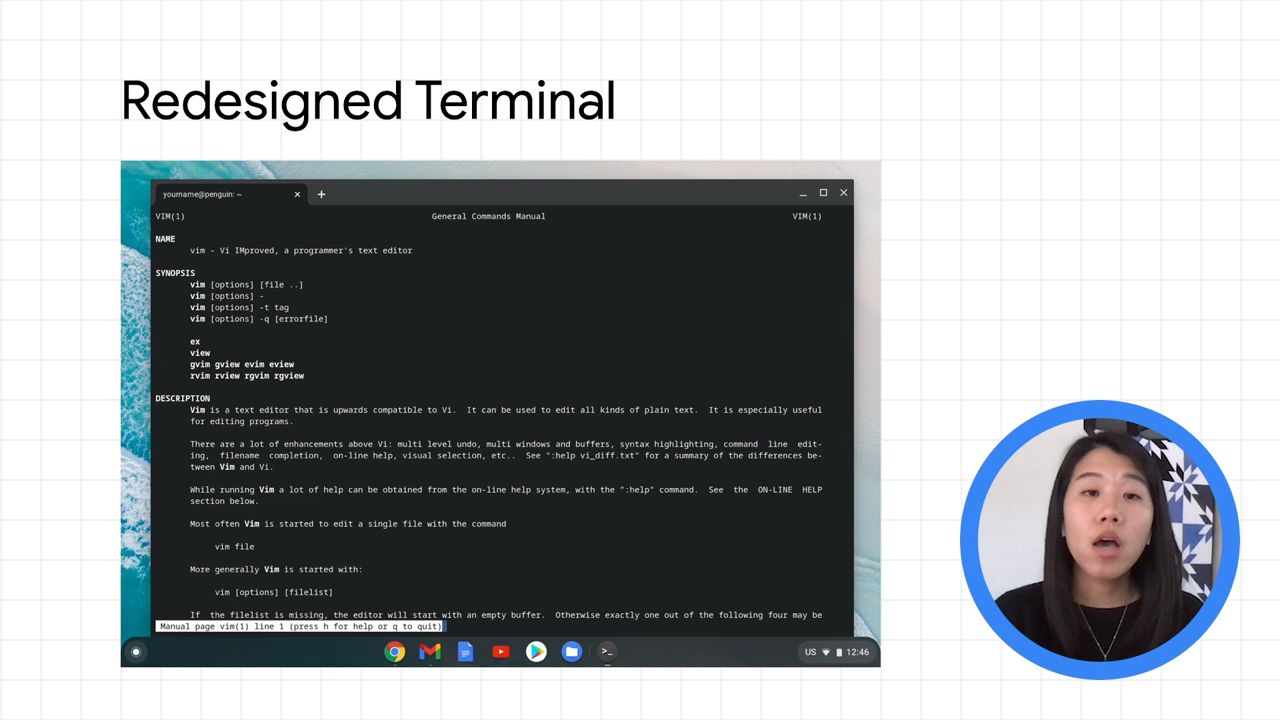 Redesigned Terminal
yourname@penguin: ~
VIM(1) General Commands Manual VIM(1)
NAME
vim - Vi IMproved, a programmer's text editor
SYNOPSIS
vim [options] [file ..]
vim [options] -
vim [options] -t tag
vim [options] -q [errorfile]
ex
view
gvim gview evim eview
rvim rview rgvim rgview
DESCRIPTION
Vim is a text editor that is upwards compatible to Vi. It can be used to edit all kinds of plain text. It is especially useful
for editing programs.
There are a lot of enhancements above Vi: multi level undo, multi windows and buffers, syntax highlighting, command line edit-
ing, filename completion, on-line help, visual selection, etc.. See ":help vi_diff.txt" for a summary of the differences be-
tween Vim and Vi.
While running Vim a lot of help can be obtained from the on-line help system, with the ":help" command. See the ON-LINE HELP
section below.
Most often Vim is started to edit a single file with the command
vim file
More generally Vim is started with:
vim [options] [filelist]
If the filelist is missing, the editor will start with an empty buffer. Otherwise exactly one out of the following four may be
Manual page vim(1) line 1 (press h for help or q to quit)
US 12:46